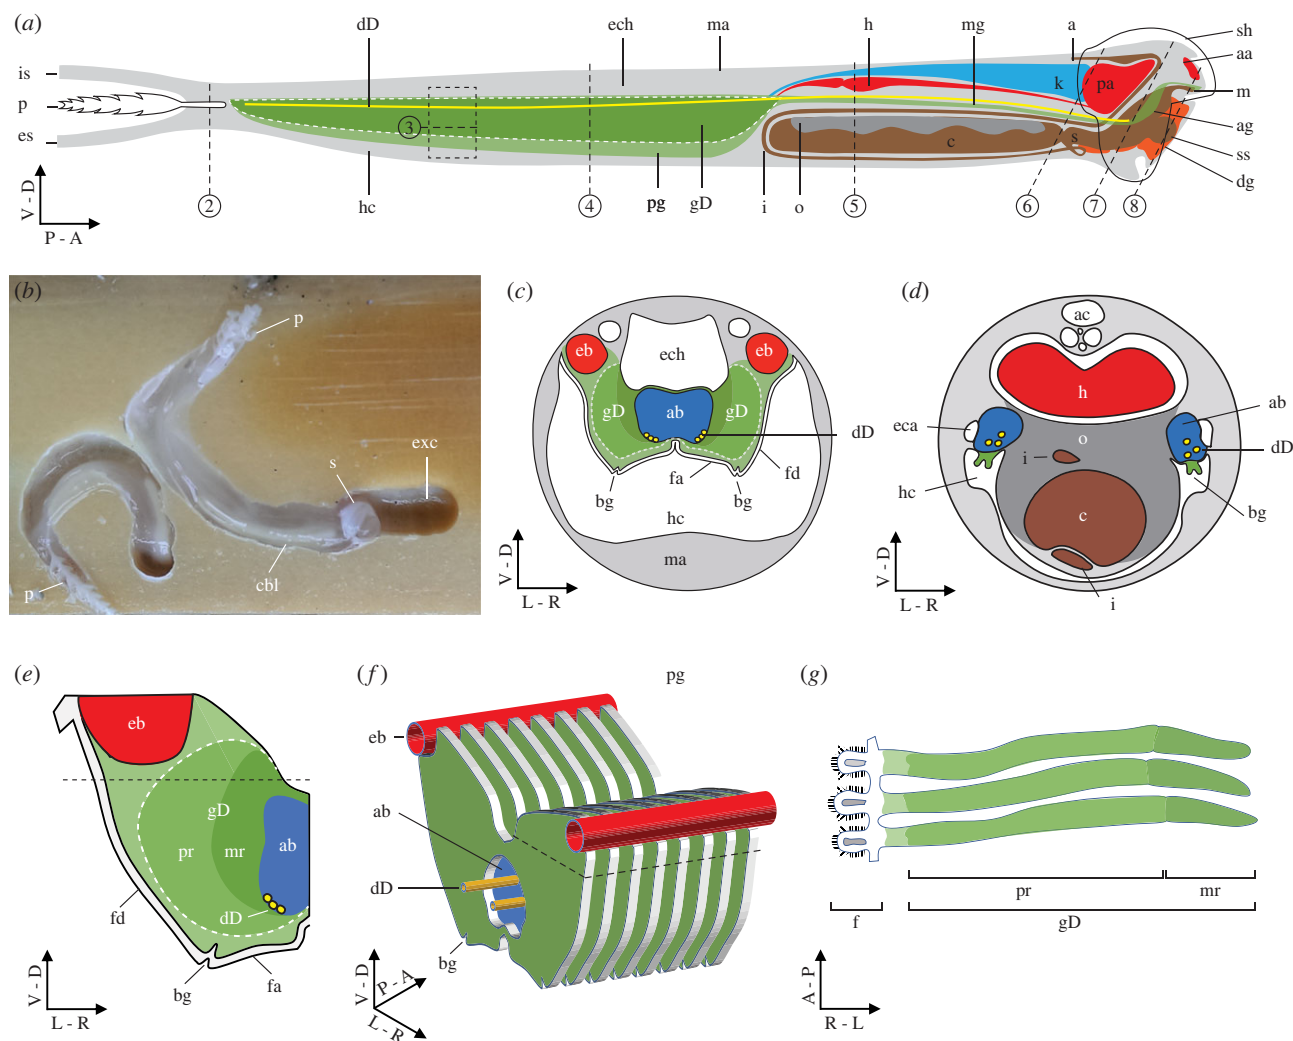 (a)
dD ech ma h mg a sh
is aa
k pa
p m
3
es c s ag
ss
dg
V - D
P - A
2 hc 4 pg gD i o 5 6 7 8
(b)
p
exc
s
cbl
p
(c)
eb ech eb
gD ab gD
dD
bg fa bg fd
hc
ma
V - D
L - R
(d)
ac
h
ab
eca
o
dD
i
hc
c
bg
i
V - D
L - R
(e)
eb
gD
pr mr ab
dD
fd
bg fa
V - D
L - R
(f)
pg
eb
ab
dD
bg
V - D
P - A
L - R
(g)
pr mr
f gD
A - P
R - L